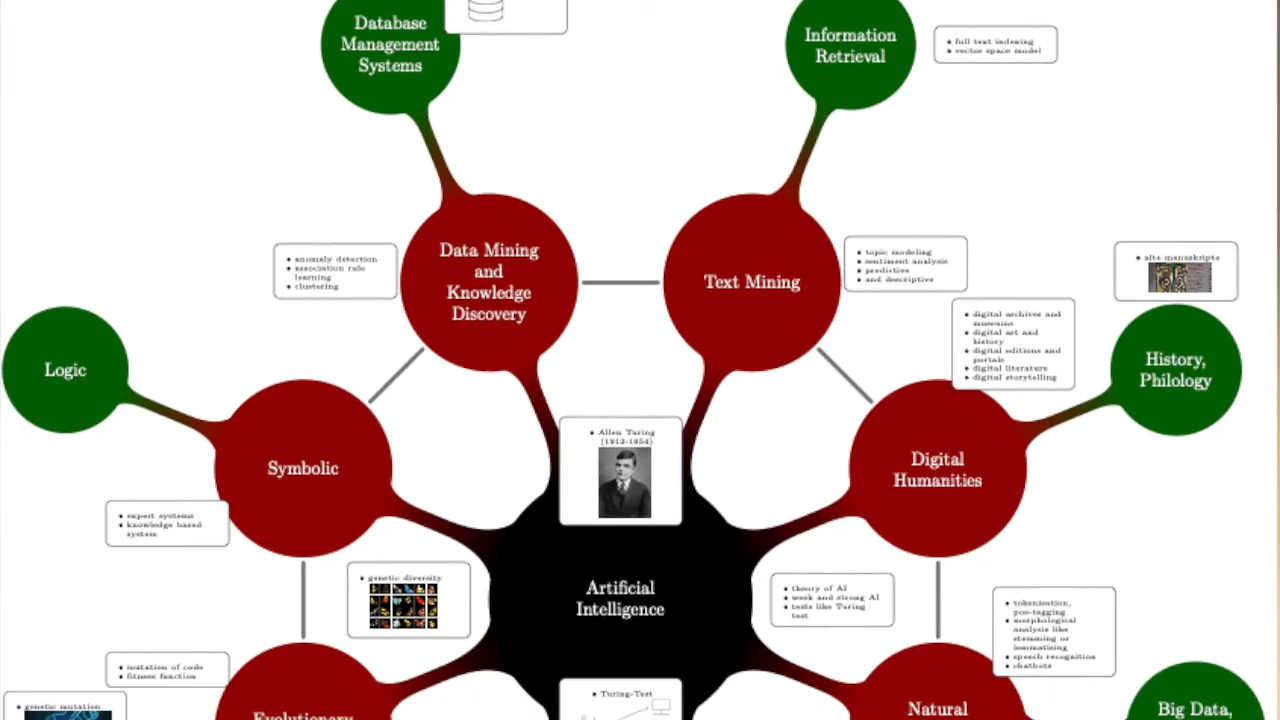 Database
Management
Systems
Information
Retrieval
• full text indexing
• vector space model
Data Mining
and
Knowledge
Discovery
• anomaly detection
• association rule
learning
• clustering
Text Mining
• topic modeling
• sentiment analysis
• predictive
• and descriptive
• alte manuskripte
• digital archives and
museums
• digital art and
history
• digital editions and
portals
• digital literature
• digital storytelling
History,
Philology
Logic
Symbolic
• Allen Turing
(1912-1954)
Digital
Humanities
• expert systems
• knowledge based
system
• genetic diversity
Artificial
Intelligence
• theory of AI
• weak and strong AI
• tests like Turing
test
• tokenisation,
pos-tagging
• morphological
analysis like
stemming or
lemmatising
• speech recognition
• chatbots
• mutation of code
• fitness function
• genetic mutation
Evolutionary
• Turing-Test
Natural
Big Data,